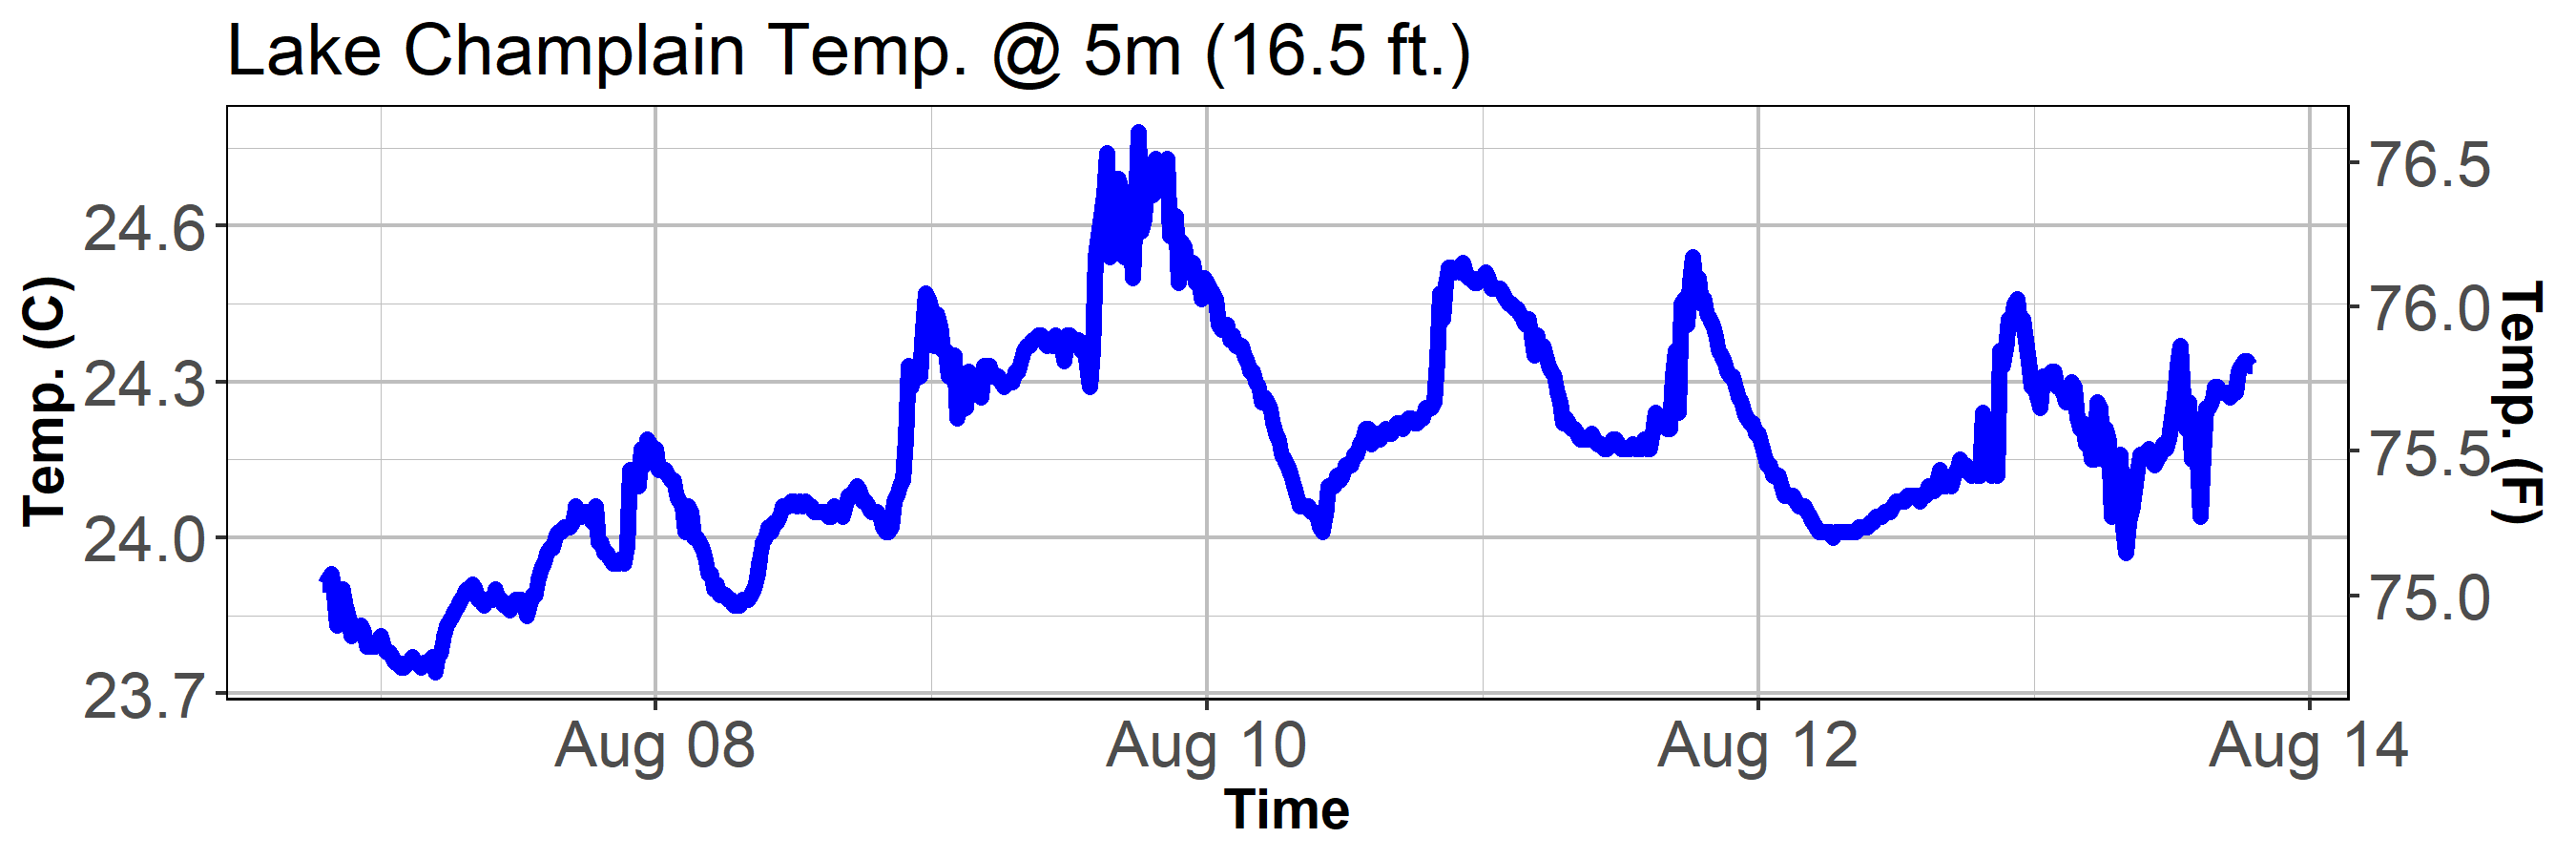 Lake Champlain Temp. @ 5m (16.5 ft.)
Temp. (C)
24.6
24.3
24.0
23.7
76.5
76.0
75.5
75.0
Temp. (F)
Aug 08
Aug 10
Aug 12
Aug 14
Time